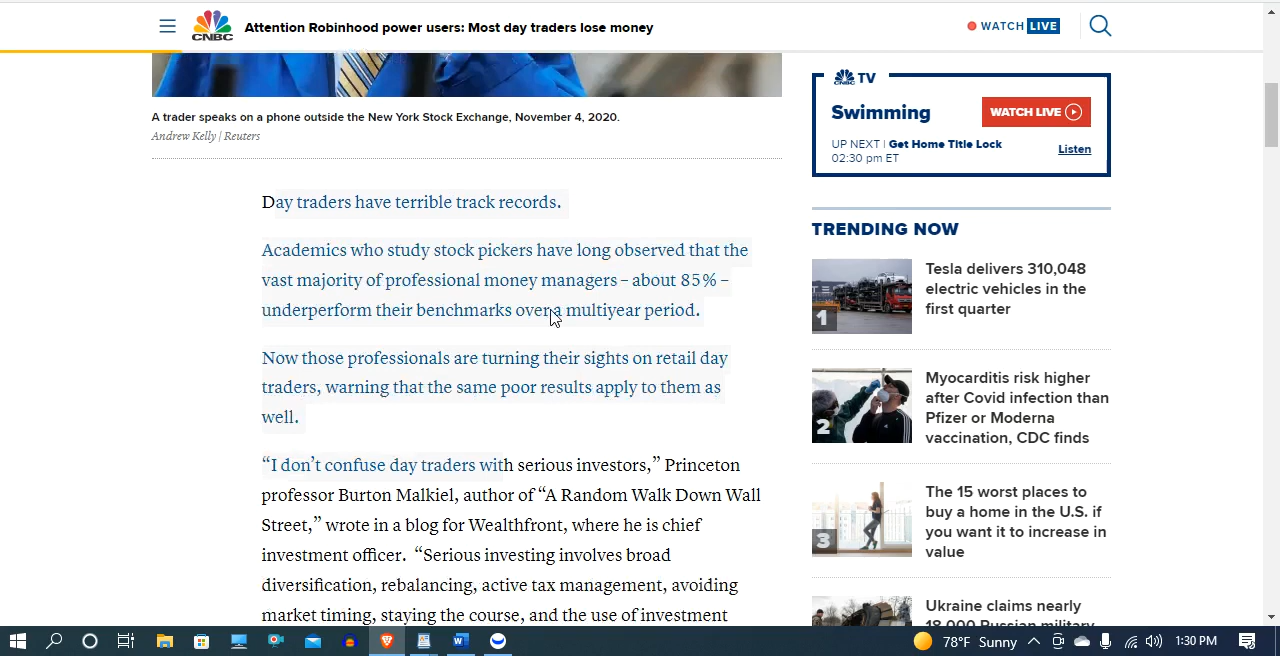 CNBC
Attention Robinhood power users: Most day traders lose money
WATCH LIVE
A trader speaks on a phone outside the New York Stock Exchange, November 4, 2020.
Andrew Kelly | Reuters
Day traders have terrible track records.
Academics who study stock pickers have long observed that the
vast majority of professional money managers – about 85% –
underperform their benchmarks over a multiyear period.
Now those professionals are turning their sights on retail day
traders, warning that the same poor results apply to them as
well.
“I don’t confuse day traders with serious investors,” Princeton
professor Burton Malkiel, author of “A Random Walk Down Wall
Street,” wrote in a blog for Wealthfront, where he is chief
investment officer.  “Serious investing involves broad
diversification, rebalancing, active tax management, avoiding
market timing, staying the course, and the use of investment
CNBC TV
Swimming
WATCH LIVE
UP NEXT | Get Home Title Lock
02:30 pm ET
Listen
TRENDING NOW
1
Tesla delivers 310,048
electric vehicles in the
first quarter
2
Myocarditis risk higher
after Covid infection than
Pfizer or Moderna
vaccination, CDC finds
3
The 15 worst places to
buy a home in the U.S. if
you want it to increase in
value
Ukraine claims nearly
18,000 Russian military
78°F Sunny
1:30 PM